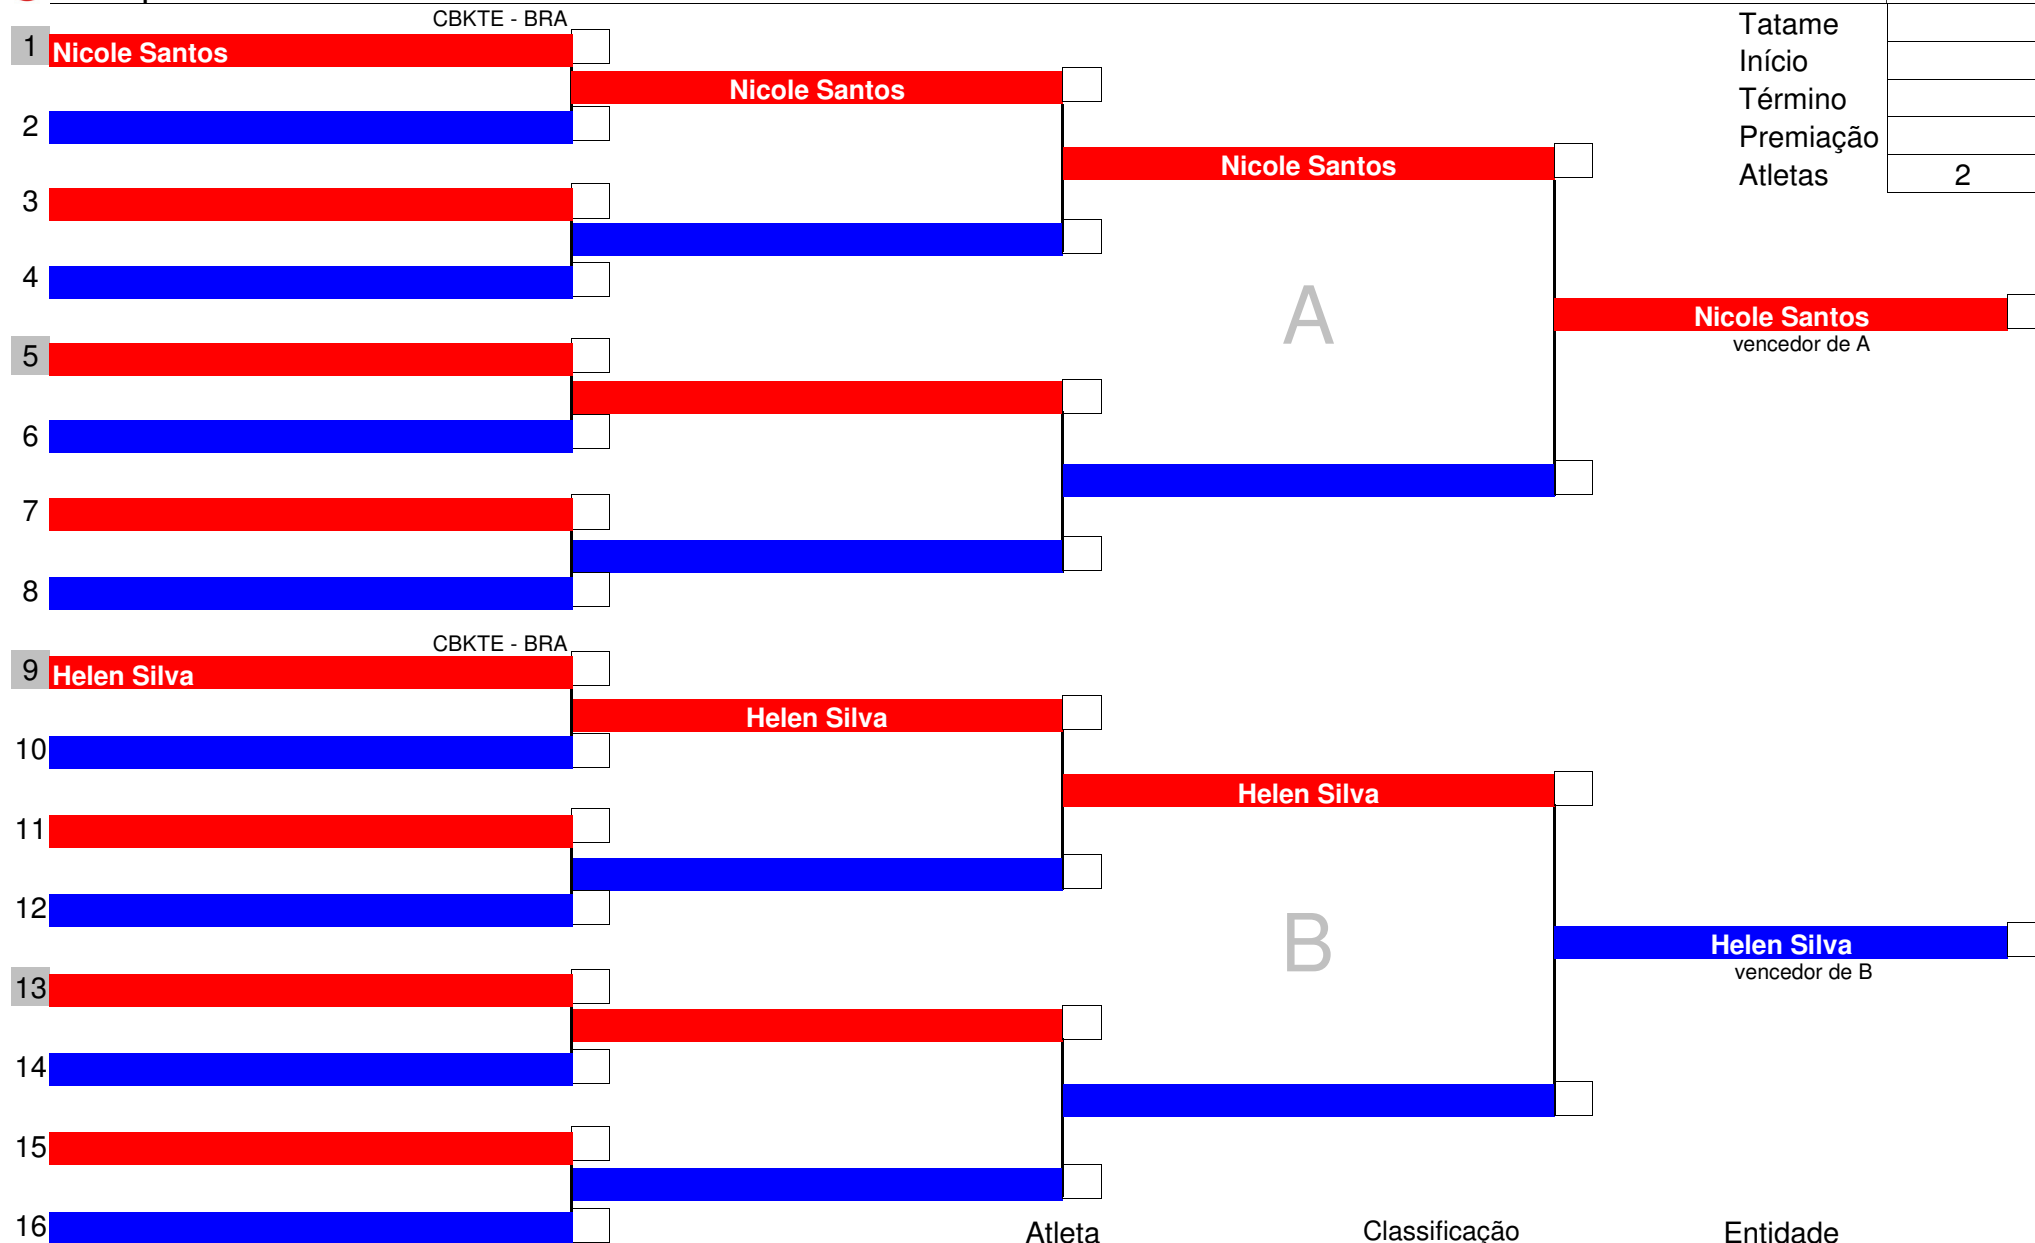 CBKTE - BRA
1 Nicole Santos
Nicole Santos
2
Nicole Santos
3
4
Nicole Santos
vencedor de A
A
5
6
7
8
CBKTE - BRA
9 Helen Silva
Helen Silva
10
Helen Silva
11
12
Helen Silva
vencedor de B
B
13
14
15
16
Tatame
Início
Término
Premiação
Atletas 2
Atleta Classificação Entidade